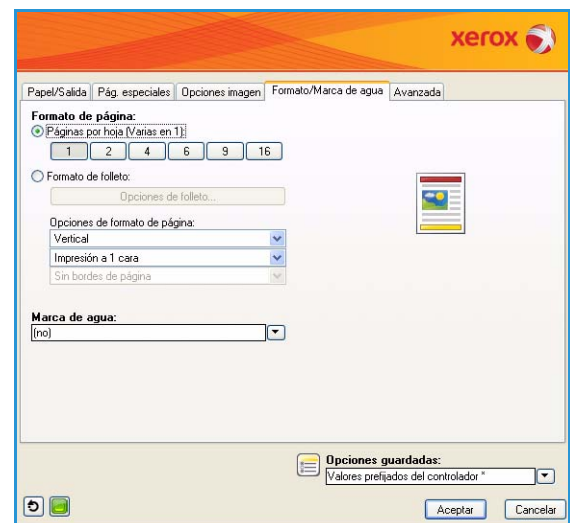 xerox
Papel/Salida Pág. especiales Opciones imagen Formato/Marca de agua Avanzada
Formato de página:
Páginas por hoja (Varias en 1):
1 2 4 6 9 16
Formato de folleto:
Opciones de folleto...
Opciones de formato de página:
Vertical
Impresión a 1 cara
Sin bordes de página
Marca de agua:
(no)
Opciones guardadas:
Valores prefijados del controlador *
Aceptar Cancelar